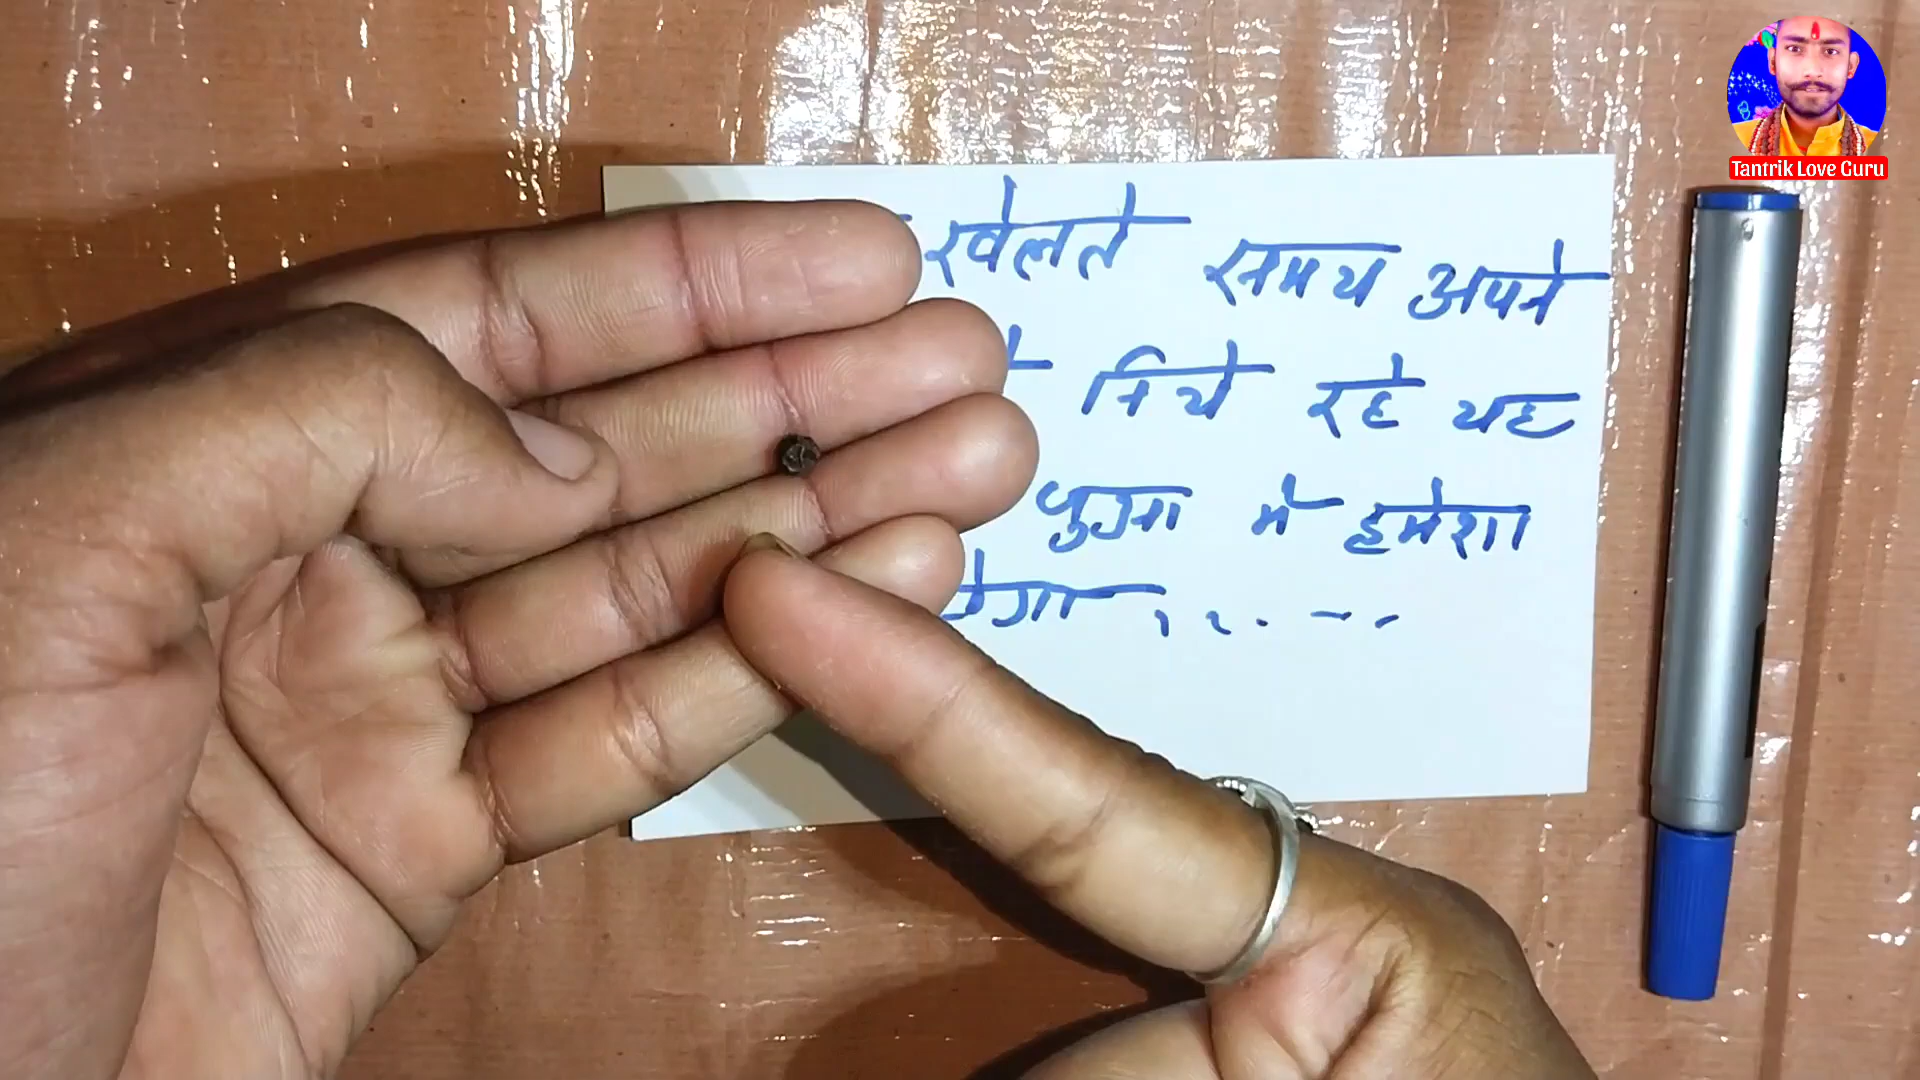 Tantrik Love Guru
खेलते समय अपने
निचे रहे यह
जुआ मे हमेशा